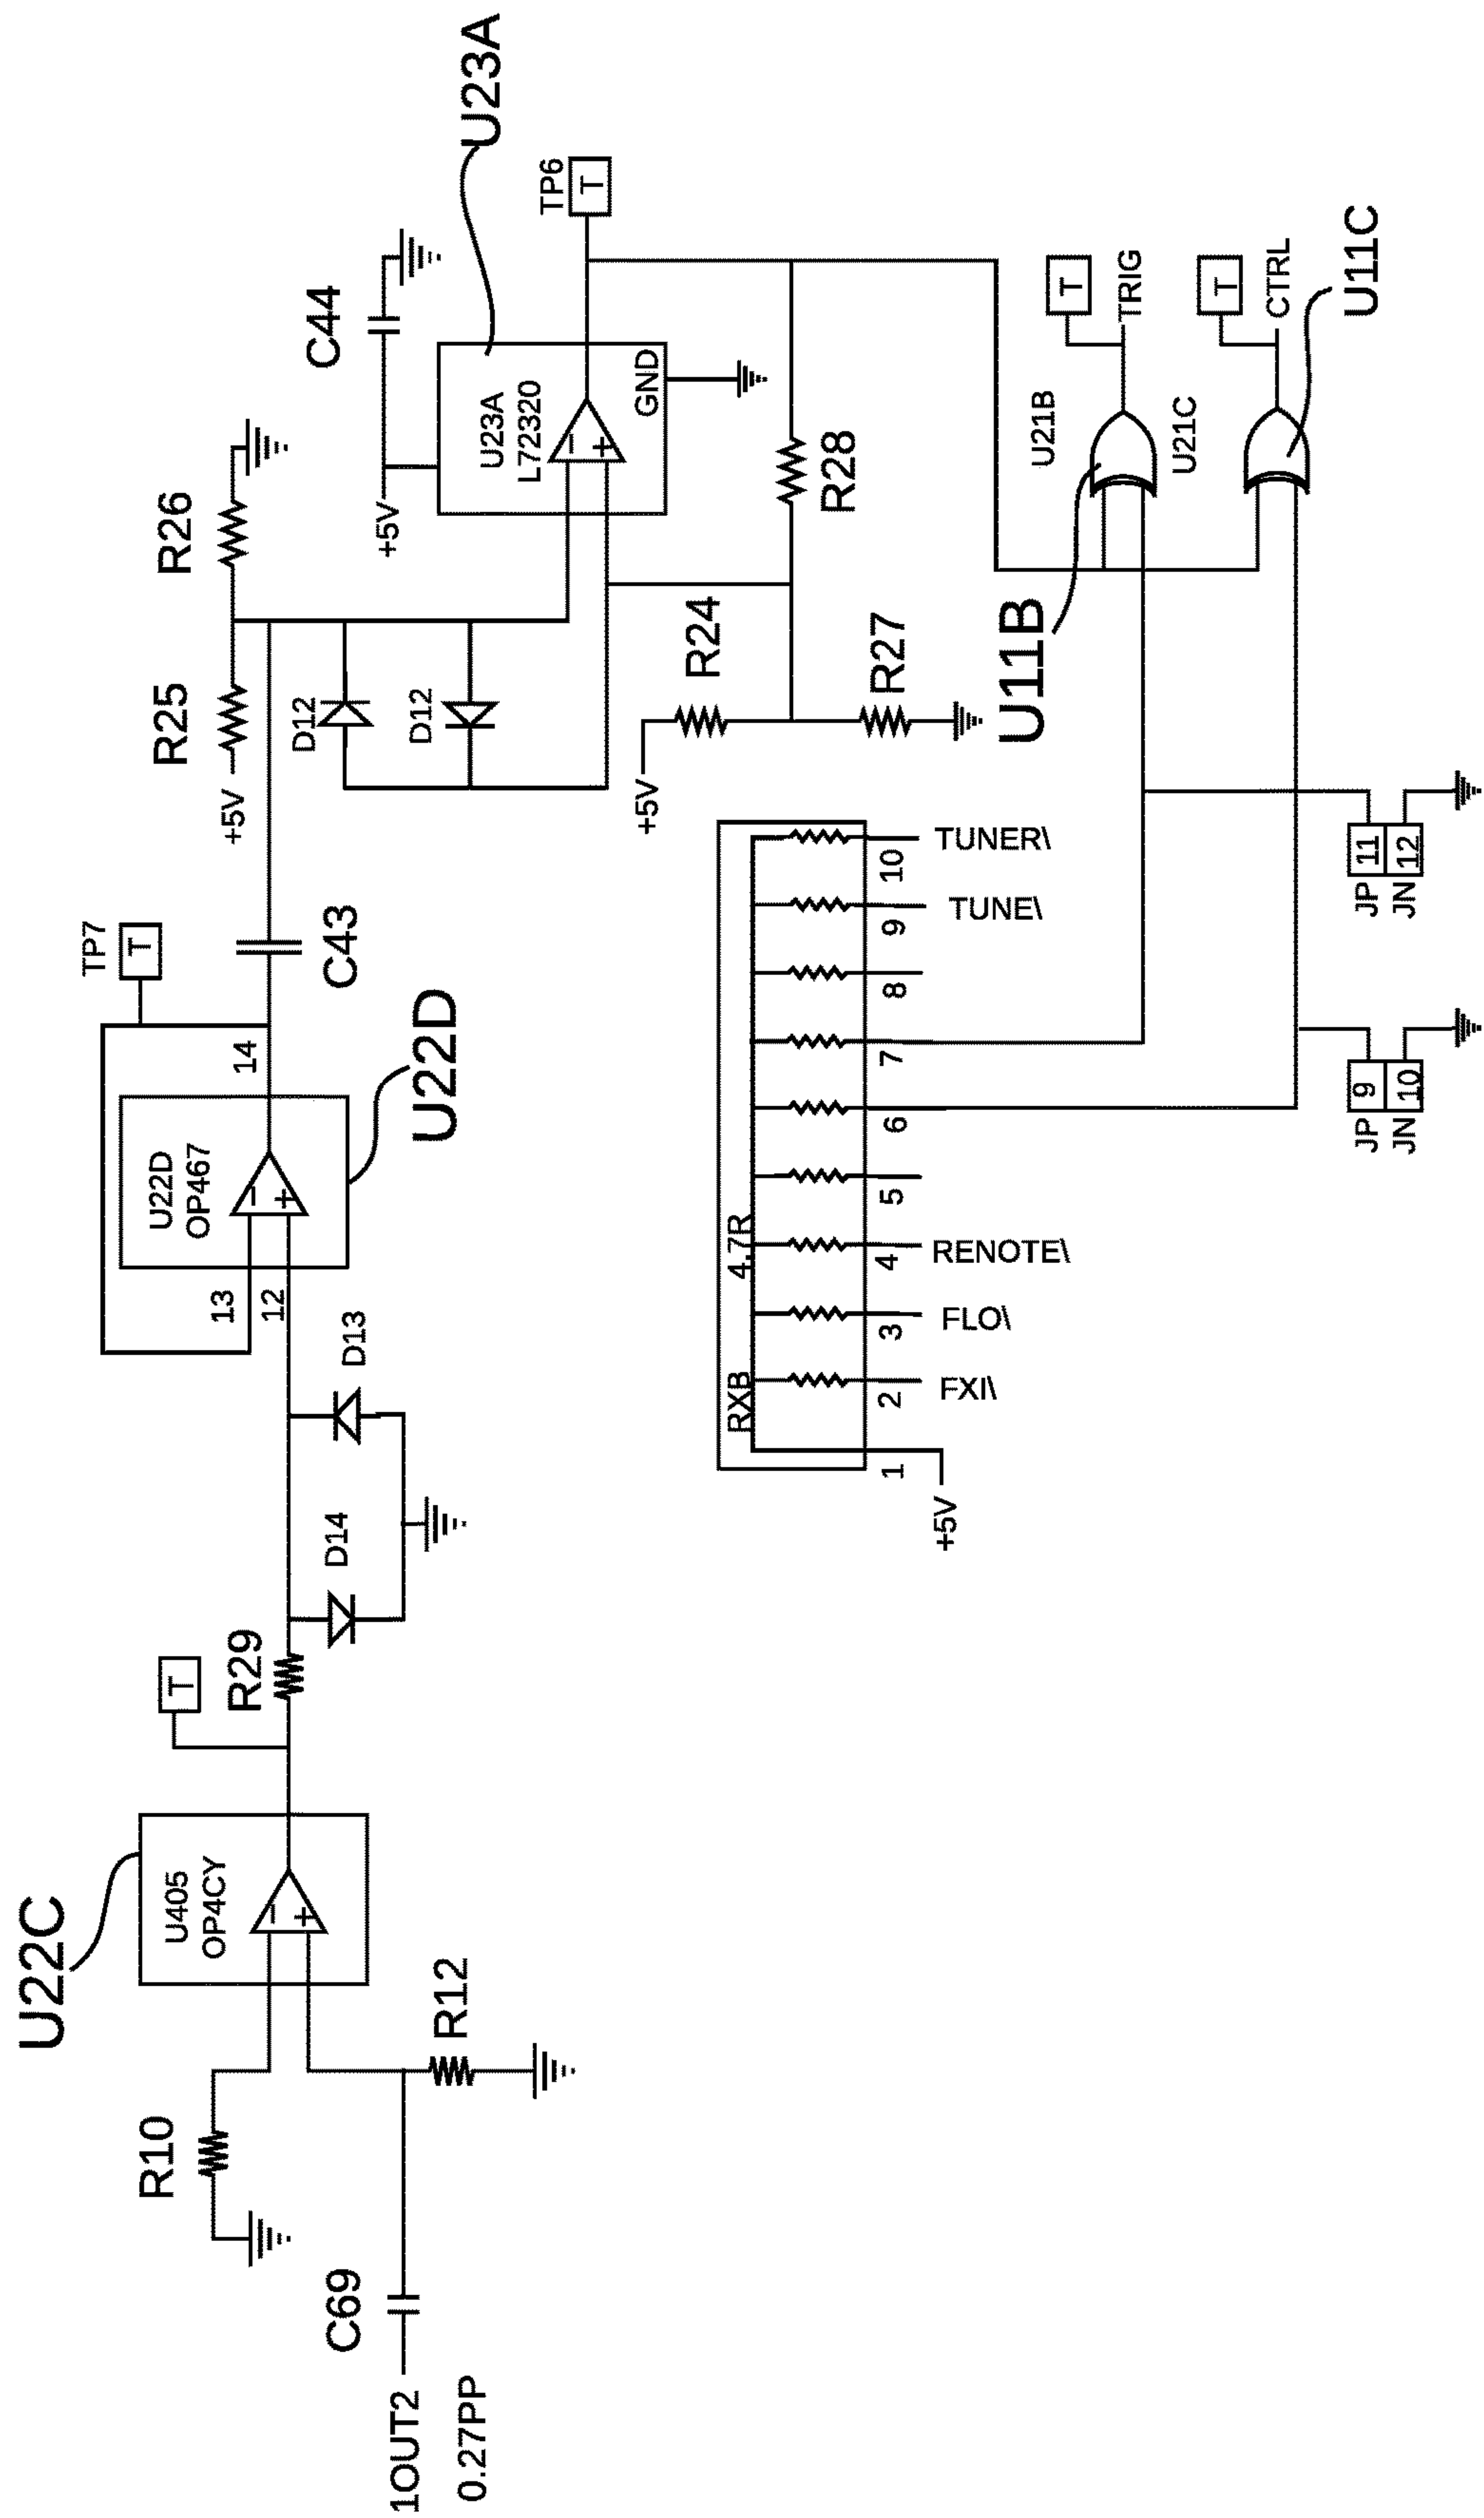 U22C
U405
OP4CY
R10
R12
C69
1OUT2
0.27PP
T
R29
D14
D13
U22D
OP467
13
12
14
U22D
TP7
T
C43
R25
+5V
R26
D12
D12
C44
+5V
U23A
U23A
L72320
GND
TP6
T
R28
R24
+5V
R27
U11B
U21B
T
TRIG
U21C
T
CTRL
U11C
RXB
4.7R
1
+5V
2
FXI\
3
FLO\
4
RENOTE\
5
6
7
8
9
TUNE\
10
TUNER\
JP 9
JN 10
JP 11
JN 12